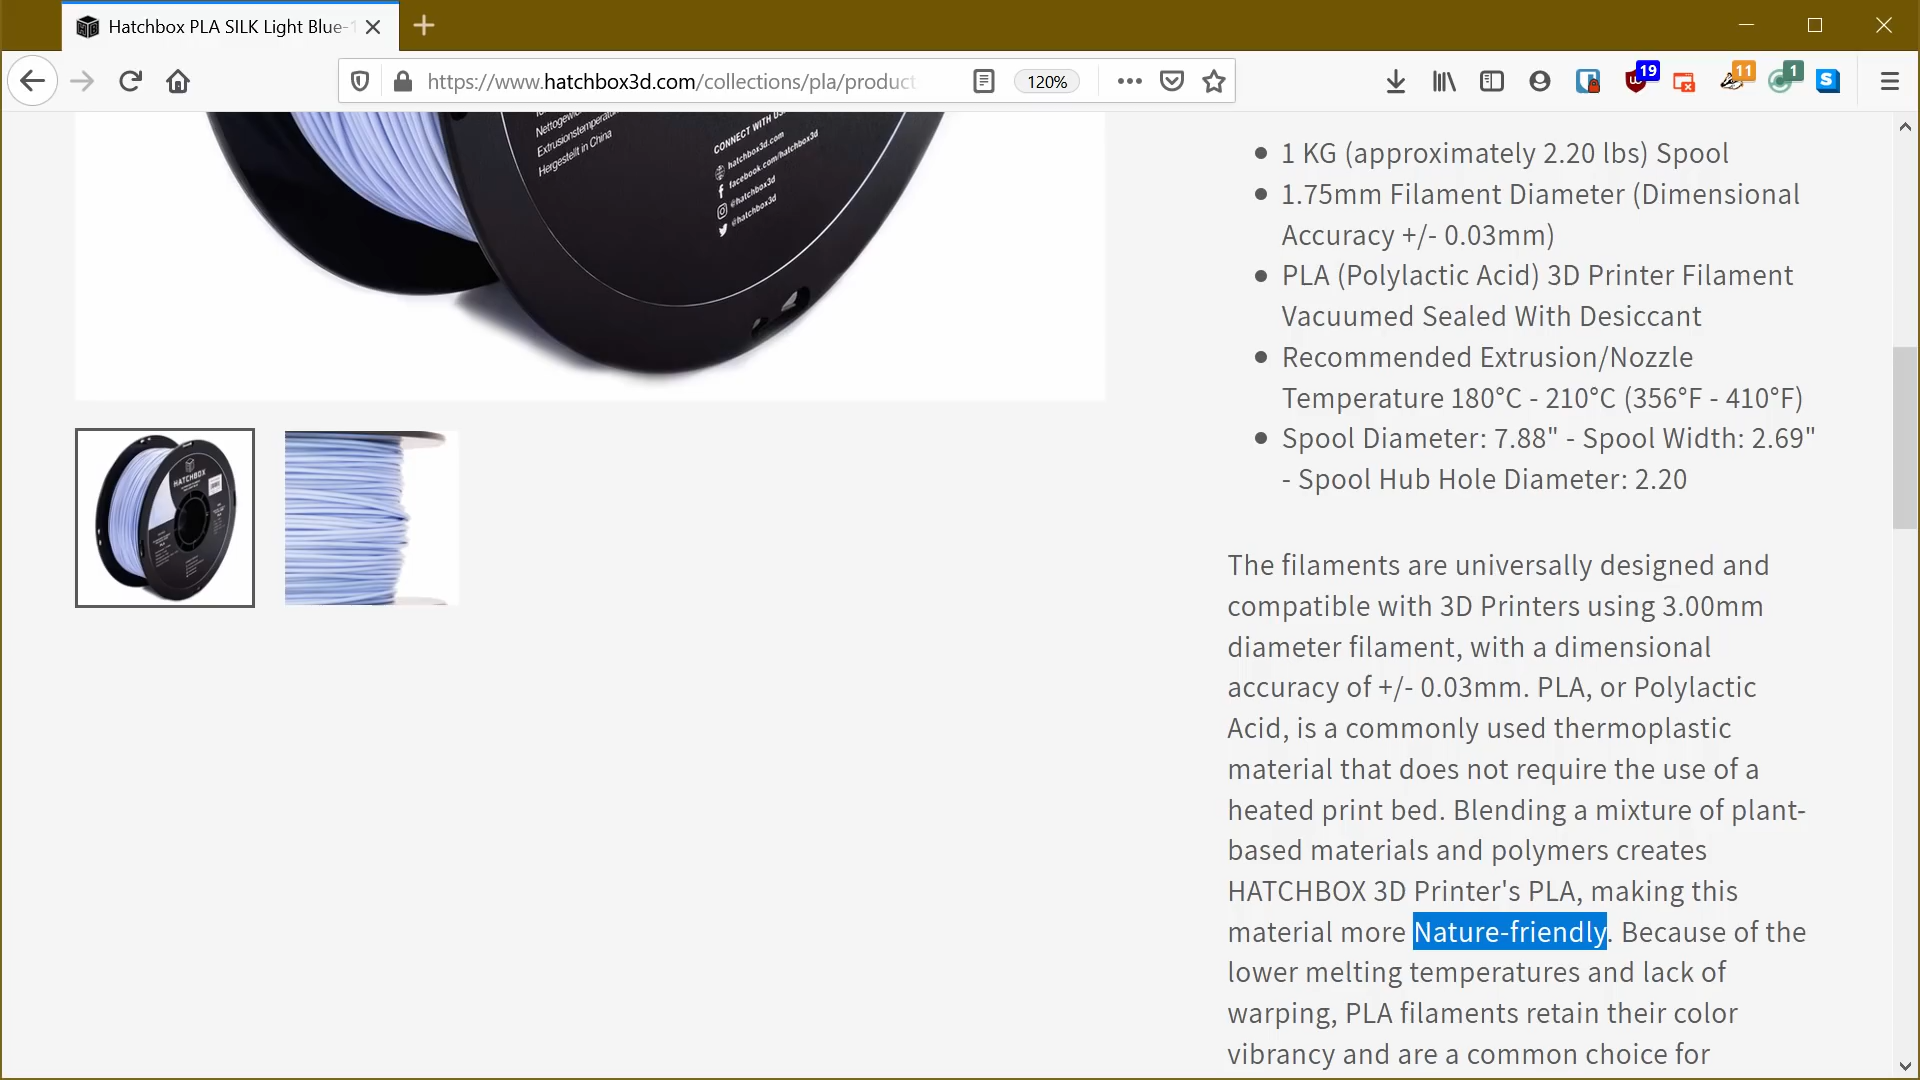 Hatchbox PLA SILK Light Blue-1
https://www.hatchbox3d.com/collections/pla/product
120%
19
11
1
Nettogewic
Extrusionstemperatu
Hergestellt in China
CONNECT WITH US
hatchbox3d.com
facebook.com/hatchbox3d
@hatchbox3d
@hatchbox3d
HATCHBOX
1 KG (approximately 2.20 lbs) Spool
1.75mm Filament Diameter (Dimensional
Accuracy +/- 0.03mm)
PLA (Polylactic Acid) 3D Printer Filament
Vacuumed Sealed With Desiccant
Recommended Extrusion/Nozzle
Temperature 180°C - 210°C (356°F - 410°F)
Spool Diameter: 7.88" - Spool Width: 2.69"
- Spool Hub Hole Diameter: 2.20
The filaments are universally designed and
compatible with 3D Printers using 3.00mm
diameter filament, with a dimensional
accuracy of +/- 0.03mm. PLA, or Polylactic
Acid, is a commonly used thermoplastic
material that does not require the use of a
heated print bed. Blending a mixture of plant-
based materials and polymers creates
HATCHBOX 3D Printer's PLA, making this
material more Nature-friendly. Because of the
lower melting temperatures and lack of
warping, PLA filaments retain their color
vibrancy and are a common choice for